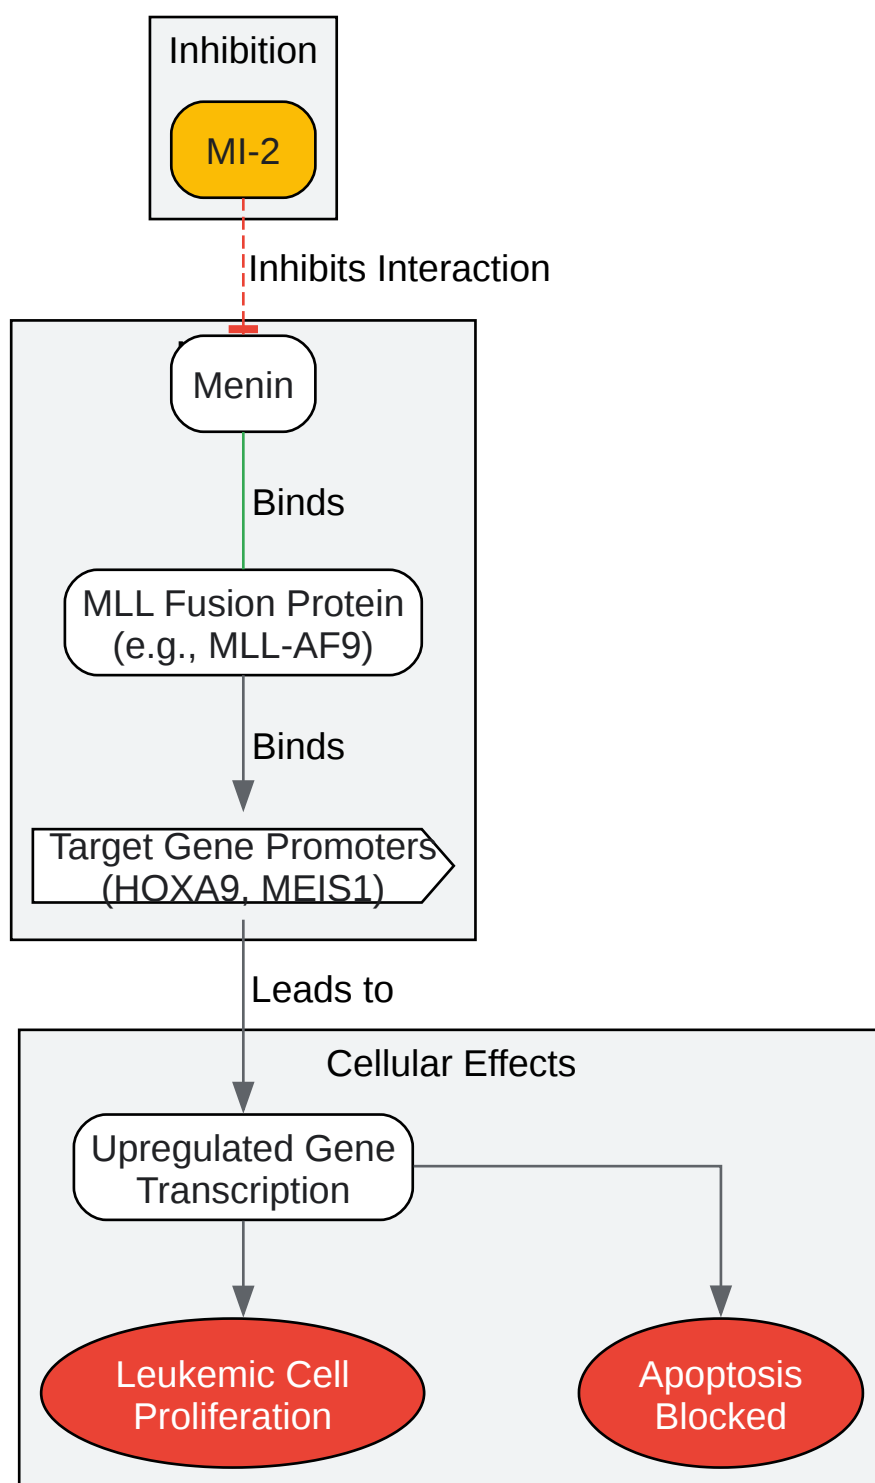 Inhibition
MI-2
Inhibits Interaction
Menin
Binds
MLL Fusion Protein
(e.g., MLL-AF9)
Binds
Target Gene Promoters
(HOXA9, MEIS1)
Leads to
Cellular Effects
Upregulated Gene
Transcription
Leukemic Cell
Proliferation
Apoptosis
Blocked